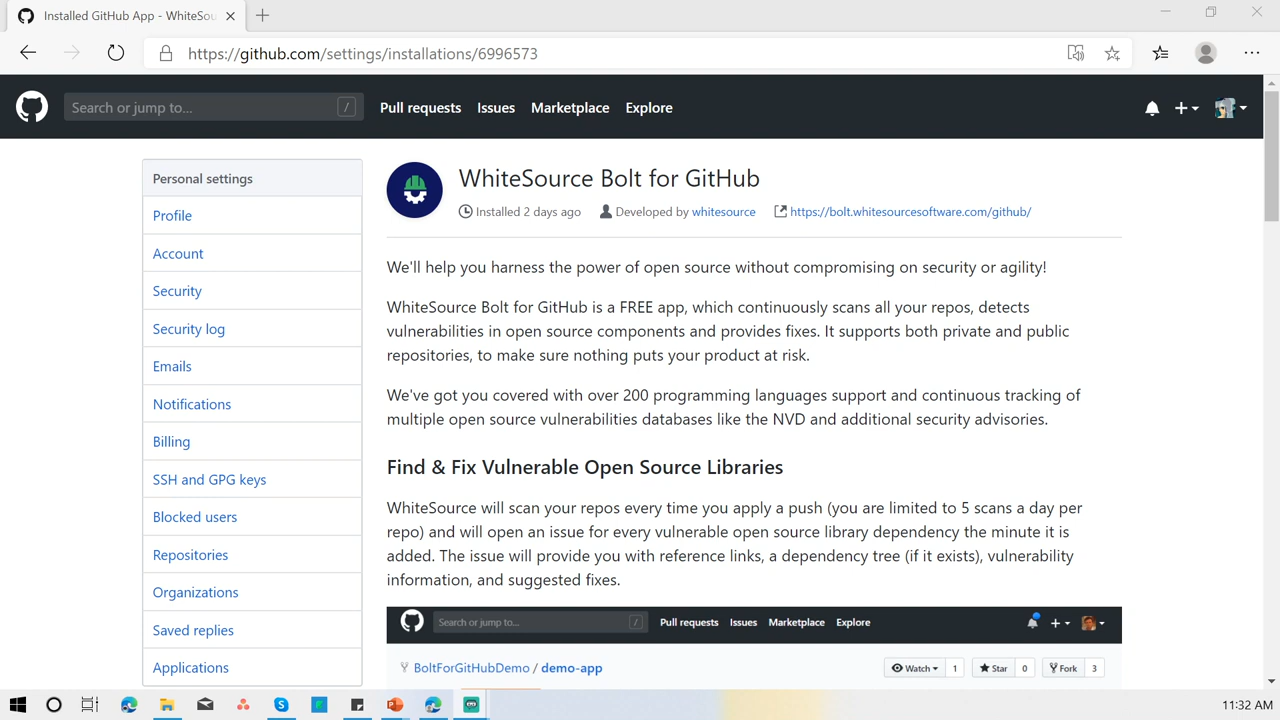 Installed GitHub App - WhiteSou
https://github.com/settings/installations/6996573
Search or jump to... /
Pull requests Issues Marketplace Explore
Personal settings
Profile
Account
Security
Security log
Emails
Notifications
Billing
SSH and GPG keys
Blocked users
Repositories
Organizations
Saved replies
Applications
WhiteSource Bolt for GitHub
Installed 2 days ago Developed by whitesource https://bolt.whitesourcesoftware.com/github/
We'll help you harness the power of open source without compromising on security or agility!
WhiteSource Bolt for GitHub is a FREE app, which continuously scans all your repos, detects
vulnerabilities in open source components and provides fixes. It supports both private and public
repositories, to make sure nothing puts your product at risk.
We've got you covered with over 200 programming languages support and continuous tracking of
multiple open source vulnerabilities databases like the NVD and additional security advisories.
Find & Fix Vulnerable Open Source Libraries
WhiteSource will scan your repos every time you apply a push (you are limited to 5 scans a day per
repo) and will open an issue for every vulnerable open source library dependency the minute it is
added. The issue will provide you with reference links, a dependency tree (if it exists), vulnerability
information, and suggested fixes.
Search or jump to... / Pull requests Issues Marketplace Explore
BoltForGitHubDemo / demo-app Watch 1 Star 0 Fork 3
11:32 AM